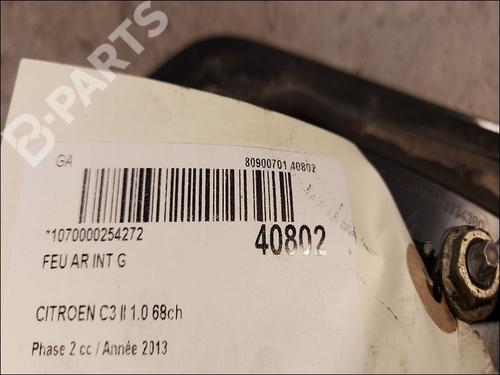 B-PARTS
GA
80900701 40802
*1070000254272
40802
FEU AR INT G
CITROEN C3 II 1.0 68ch
Phase 2 cc / Année 2013